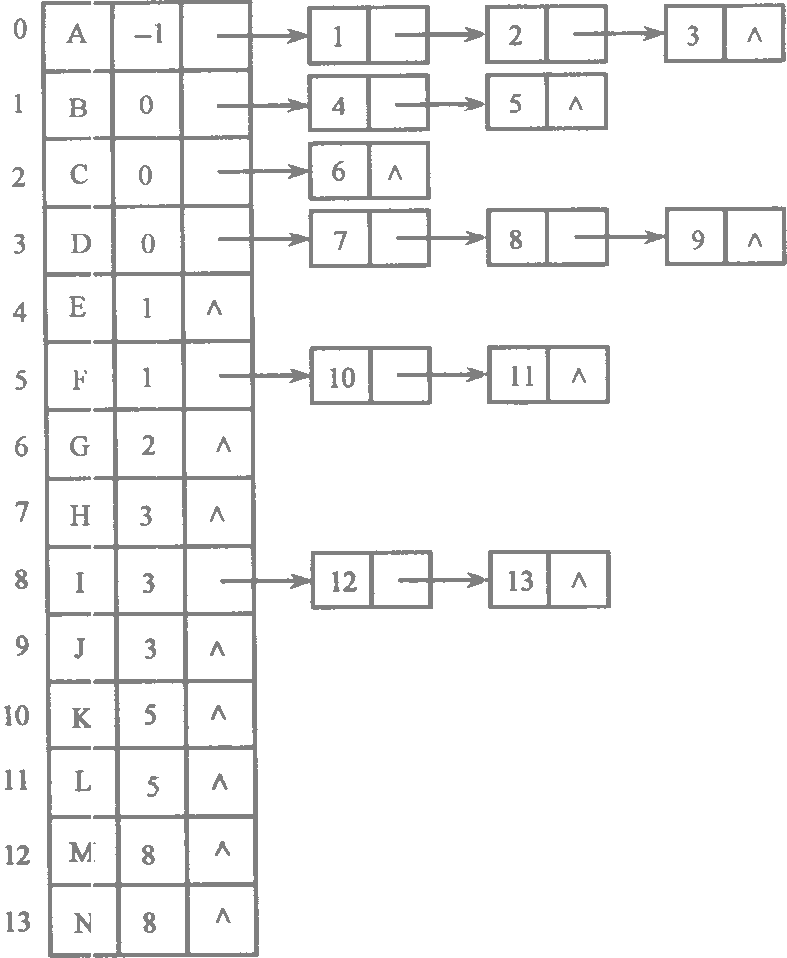 0 A −1 1 2 3 ∧
1 B 0 4 5 ∧
2 C 0 6 ∧
3 D 0 7 8 9 ∧
4 E 1 ∧
5 F 1 10 11 ∧
6 G 2 ∧
7 H 3 ∧
8 I 3 12 13 ∧
9 J 3 ∧
10 K 5 ∧
11 L 5 ∧
12 M 8 ∧
13 N 8 ∧